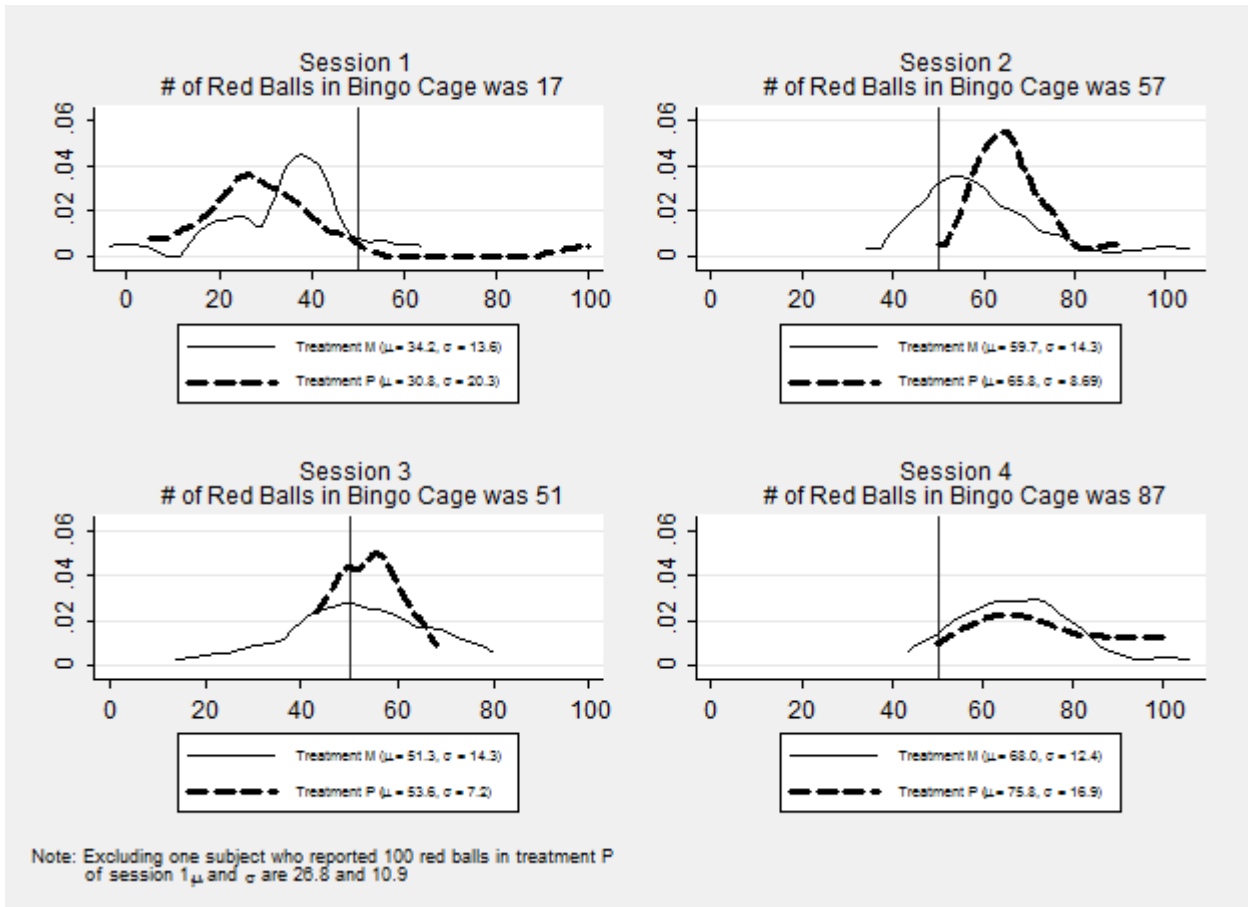 Session 1
# of Red Balls in Bingo Cage was 17
.06
.04
.02
0
0 20 40 60 80 100
Treatment M (μ = 34.2, σ = 13.6)
Treatment P (μ = 30.8, σ = 20.3)
Session 2
# of Red Balls in Bingo Cage was 57
.06
.04
.02
0
0 20 40 60 80 100
Treatment M (μ = 59.7, σ = 14.3)
Treatment P (μ = 65.8, σ = 8.69)
Session 3
# of Red Balls in Bingo Cage was 51
.06
.04
.02
0
0 20 40 60 80 100
Treatment M (μ = 51.3, σ = 14.3)
Treatment P (μ = 53.6, σ = 7.2)
Session 4
# of Red Balls in Bingo Cage was 87
.06
.04
.02
0
0 20 40 60 80 100
Treatment M (μ = 68.0, σ = 12.4)
Treatment P (μ = 75.8, σ = 16.9)
Note: Excluding one subject who reported 100 red balls in treatment P
of session 1 μ and σ are 26.8 and 10.9